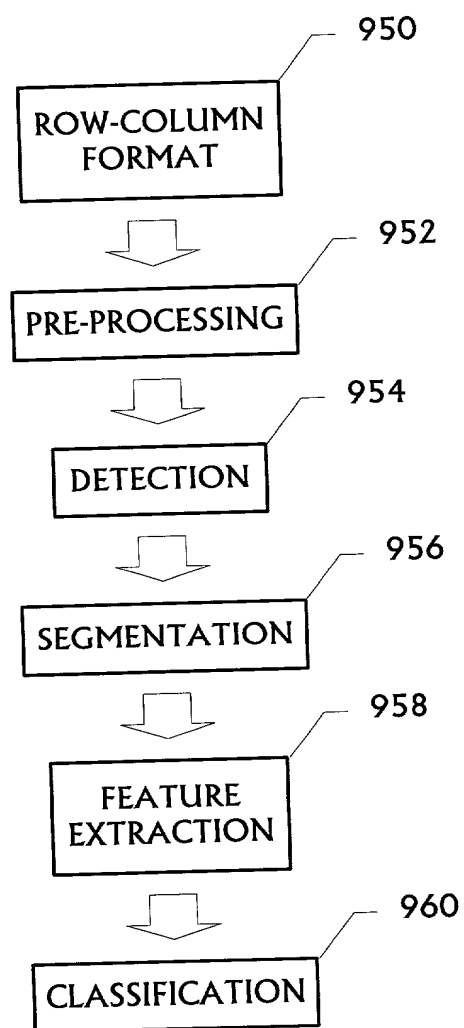 950
ROW-COLUMN
FORMAT
952
PRE-PROCESSING
954
DETECTION
956
SEGMENTATION
958
FEATURE
EXTRACTION
960
CLASSIFICATION